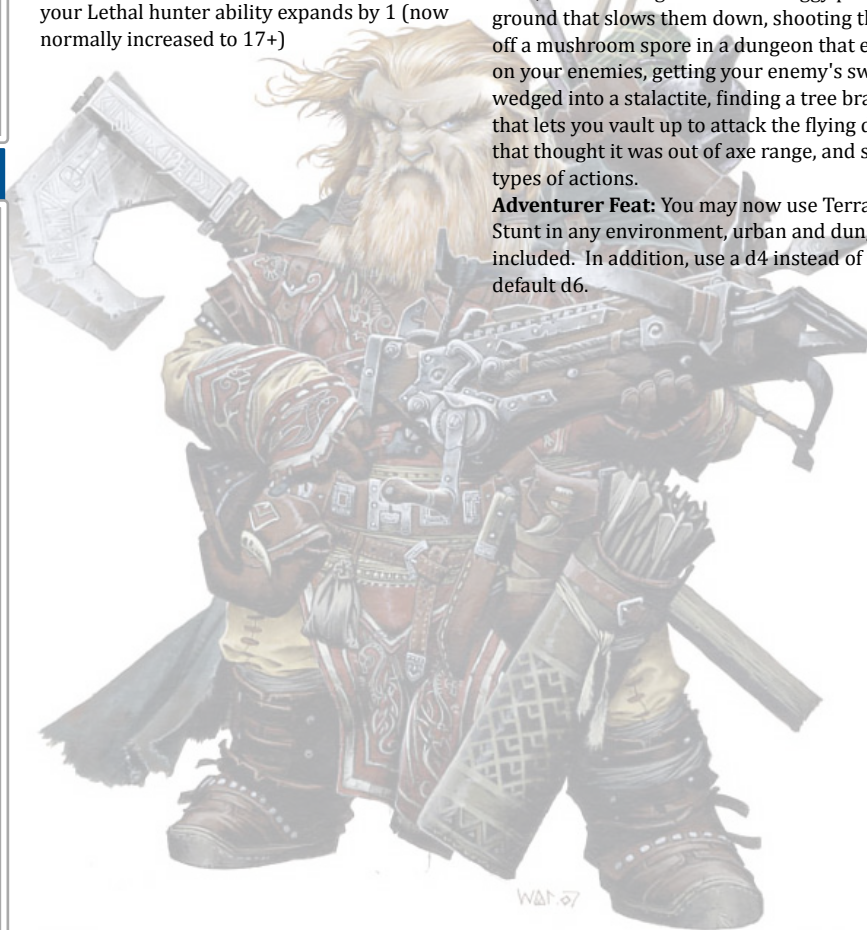 your Lethal hunter ability expands by 1 (now
normally increased to 17+)
ground that slows them down, shooting th
off a mushroom spore in a dungeon that e
on your enemies, getting your enemy's sw
wedged into a stalactite, finding a tree bra
that lets you vault up to attack the flying d
that thought it was out of axe range, and s
types of actions.
Adventurer Feat: You may now use Terra
Stunt in any environment, urban and dun
included. In addition, use a d4 instead of
default d6.
WAR.07